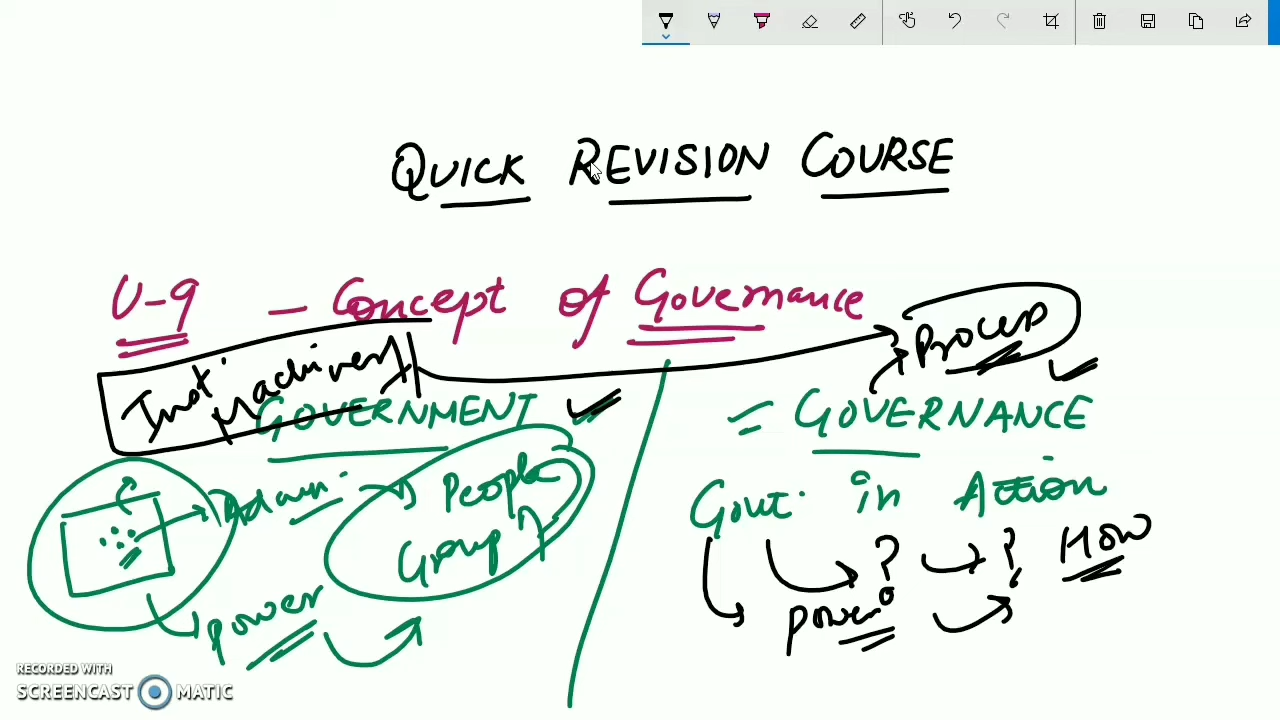 QUICK REVISION COURSE
U-9 - Concept of Governance
Process
Inst. Machinery
GOVERNMENT
= GOVERNANCE
Admin.
People
Group
Power
Govt. in Action
? ? How
Power
RECORDED WITH
SCREENCAST MATIC